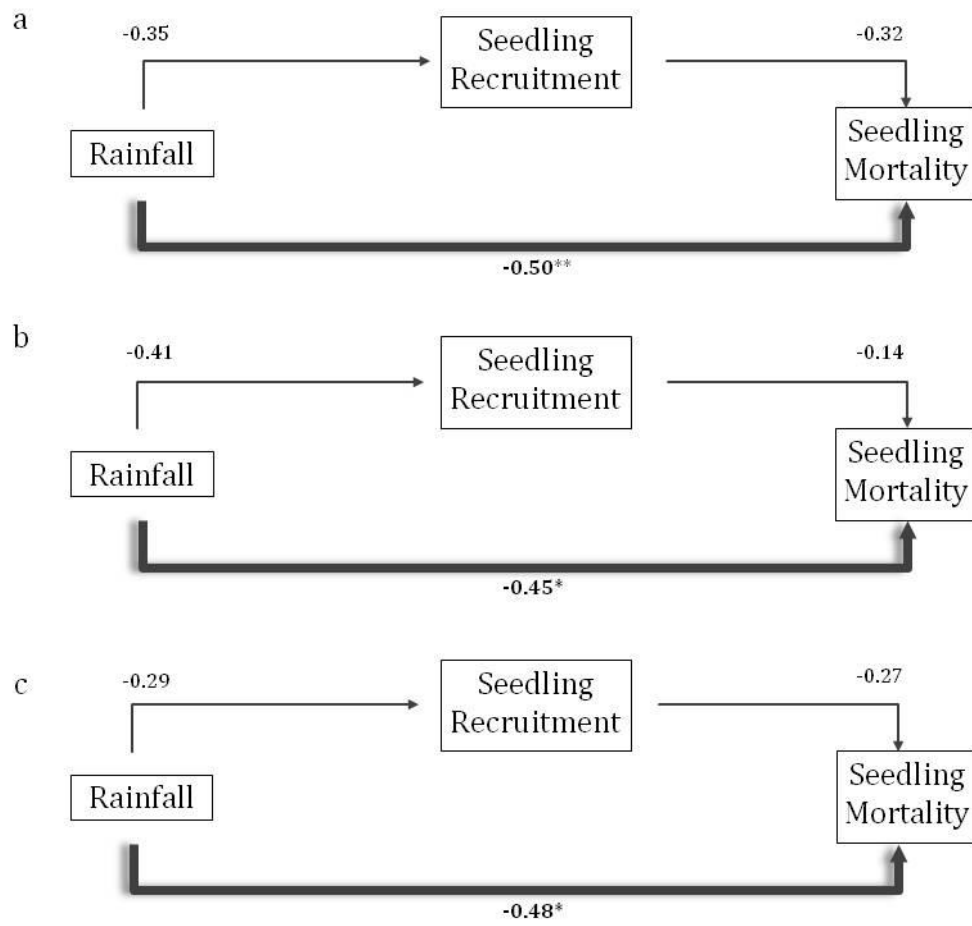 a
-0.35
Seedling
Recruitment
-0.32
Rainfall
Seedling
Mortality
-0.50**
b
-0.41
Seedling
Recruitment
-0.14
Rainfall
Seedling
Mortality
-0.45*
c
-0.29
Seedling
Recruitment
-0.27
Rainfall
Seedling
Mortality
-0.48*